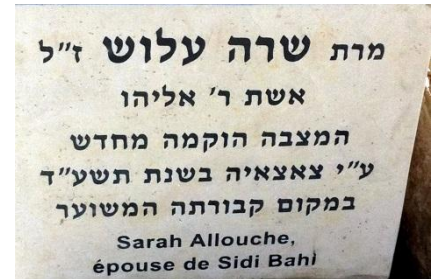 מרת שרה עלוש ז״ל
אשת ר׳ אליהו
המצבה הוקמה מחדש
ע״י צאצאיה בשנת תשע״ד
במקום קבורתה המשוער
Sarah Allouche,
épouse de Sidi Bahi